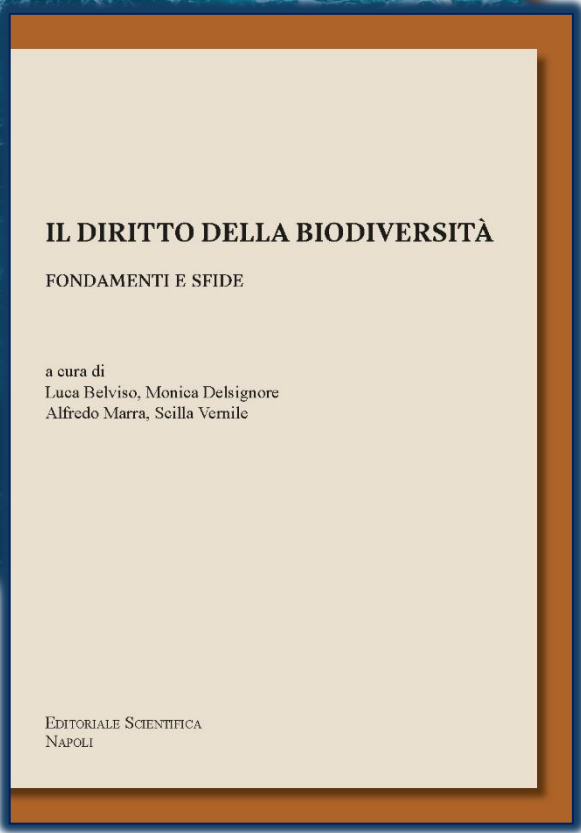 IL DIRITTO DELLA BIODIVERSITÀ
FONDAMENTI E SFIDE
a cura di
Luca Belviso, Monica Delsignore
Alfredo Marra, Scilla Vernile
EDITORIALE SCIENTIFICA
NAPOLI